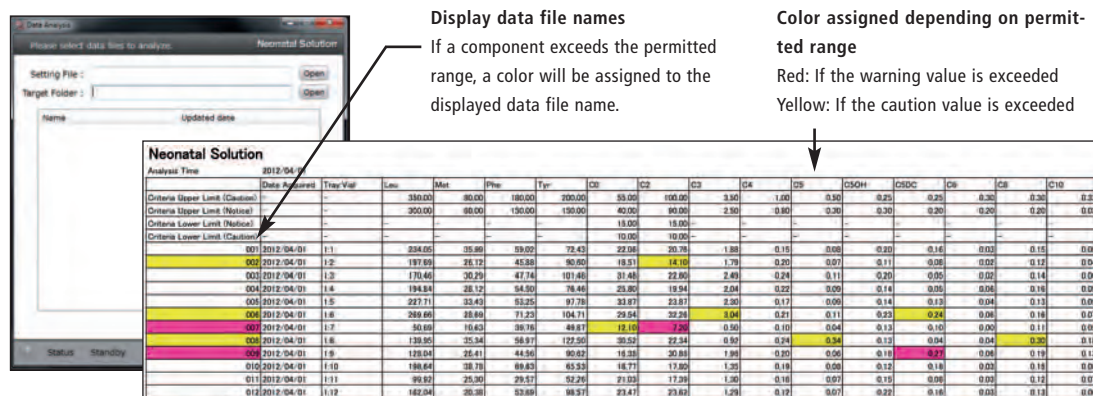 Display data file names
If a component exceeds the permitted
range, a color will be assigned to the
displayed data file name.
Color assigned depending on permit-
ted range
Red: If the warning value is exceeded
Yellow: If the caution value is exceeded
Data Analysis
Please select data files to analyze. Neonatal Solution
Setting File : Open
Target Folder : Open
Name Updated date
Status Standby
Neonatal Solution
Analysis Time 2012/04/01
Data Acquired Tray:Vial Leu Met Phe Tyr C0 C2 C3 C4 C5 C5OH C5DC C6 C8 C10
Criteria Upper Limit (Caution) - - 350.00 80.00 180.00 200.00 55.00 100.00 3.50 1.00 0.50 0.25 0.25 0.30 0.30
Criteria Upper Limit (Notice) - - 300.00 60.00 150.00 150.00 40.00 90.00 2.50 0.80 0.30 0.30 0.20 0.20 0.20
Criteria Lower Limit (Notice) - - 15.00 15.00
Criteria Lower Limit (Caution) - - 10.00 10.00
001 2012/04/01 1:1 234.05 35.89 59.02 72.43 22.08 20.76 1.88 0.15 0.08 0.20 0.16 0.03 0.15
002 2012/04/01 1:2 197.69 26.12 45.88 90.60 18.51 14.10 1.79 0.20 0.07 0.11 0.08 0.02 0.12
003 2012/04/01 1:3 170.46 30.29 47.74 101.48 31.48 22.60 2.49 0.24 0.11 0.20 0.05 0.02 0.14
004 2012/04/01 1:4 194.84 28.12 54.50 76.46 25.80 19.94 2.04 0.22 0.09 0.14 0.05 0.06 0.16
005 2012/04/01 1:5 227.71 33.43 53.25 97.78 33.87 23.87 2.30 0.17 0.09 0.14 0.13 0.04 0.13
006 2012/04/01 1:6 269.66 28.69 71.23 104.71 29.54 32.26 3.04 0.21 0.11 0.23 0.24 0.06 0.16
007 2012/04/01 1:7 50.69 10.63 39.76 49.87 12.10 7.20 0.50 0.10 0.04 0.13 0.10 0.00 0.11
008 2012/04/01 1:8 139.95 35.34 58.97 127.50 30.52 22.34 0.92 0.24 0.34 0.13 0.04 0.04 0.30
009 2012/04/01 1:9 128.04 26.41 44.56 90.62 16.35 30.88 1.98 0.20 0.06 0.18 0.27 0.06 0.19
010 2012/04/01 1:10 198.64 38.78 69.83 65.53 18.77 17.80 1.35 0.19 0.08 0.12 0.18 0.03 0.15
011 2012/04/01 1:11 99.92 25.30 29.57 52.26 21.03 17.39 1.30 0.16 0.07 0.15 0.06 0.03 0.12
012 2012/04/01 1:12 162.04 20.38 53.69 98.57 23.47 23.62 1.29 0.12 0.07 0.22 0.16 0.03 0.13